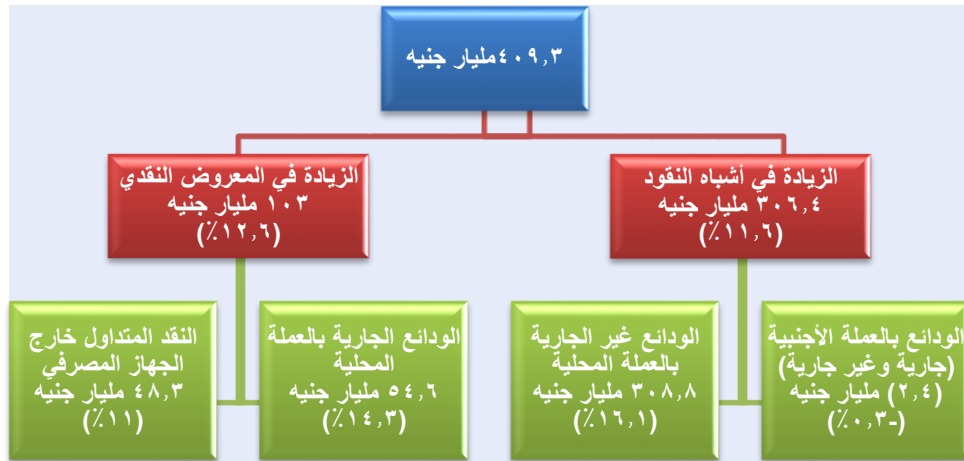 ٤٠٩,٣ مليار جنيه
الزيادة في أشباه النقود
٣٠٦,٤ مليار جنيه
(١١,٦٪)
الزيادة في المعروض النقدي
١٠٣ مليار جنيه
(١٢,٦٪)
الودائع بالعملة الأجنبية
(جارية وغير جارية)
(٢,٤) مليار جنيه
(-٠,٣٪)
الودائع غير الجارية
بالعملة المحلية
٣٠٨,٨ مليار جنيه
(١٦,١٪)
الودائع الجارية بالعملة
المحلية
٥٤,٦ مليار جنيه
(١٤,٣٪)
النقد المتداول خارج
الجهاز المصرفي
٤٨,٣ مليار جنيه
(١١٪)